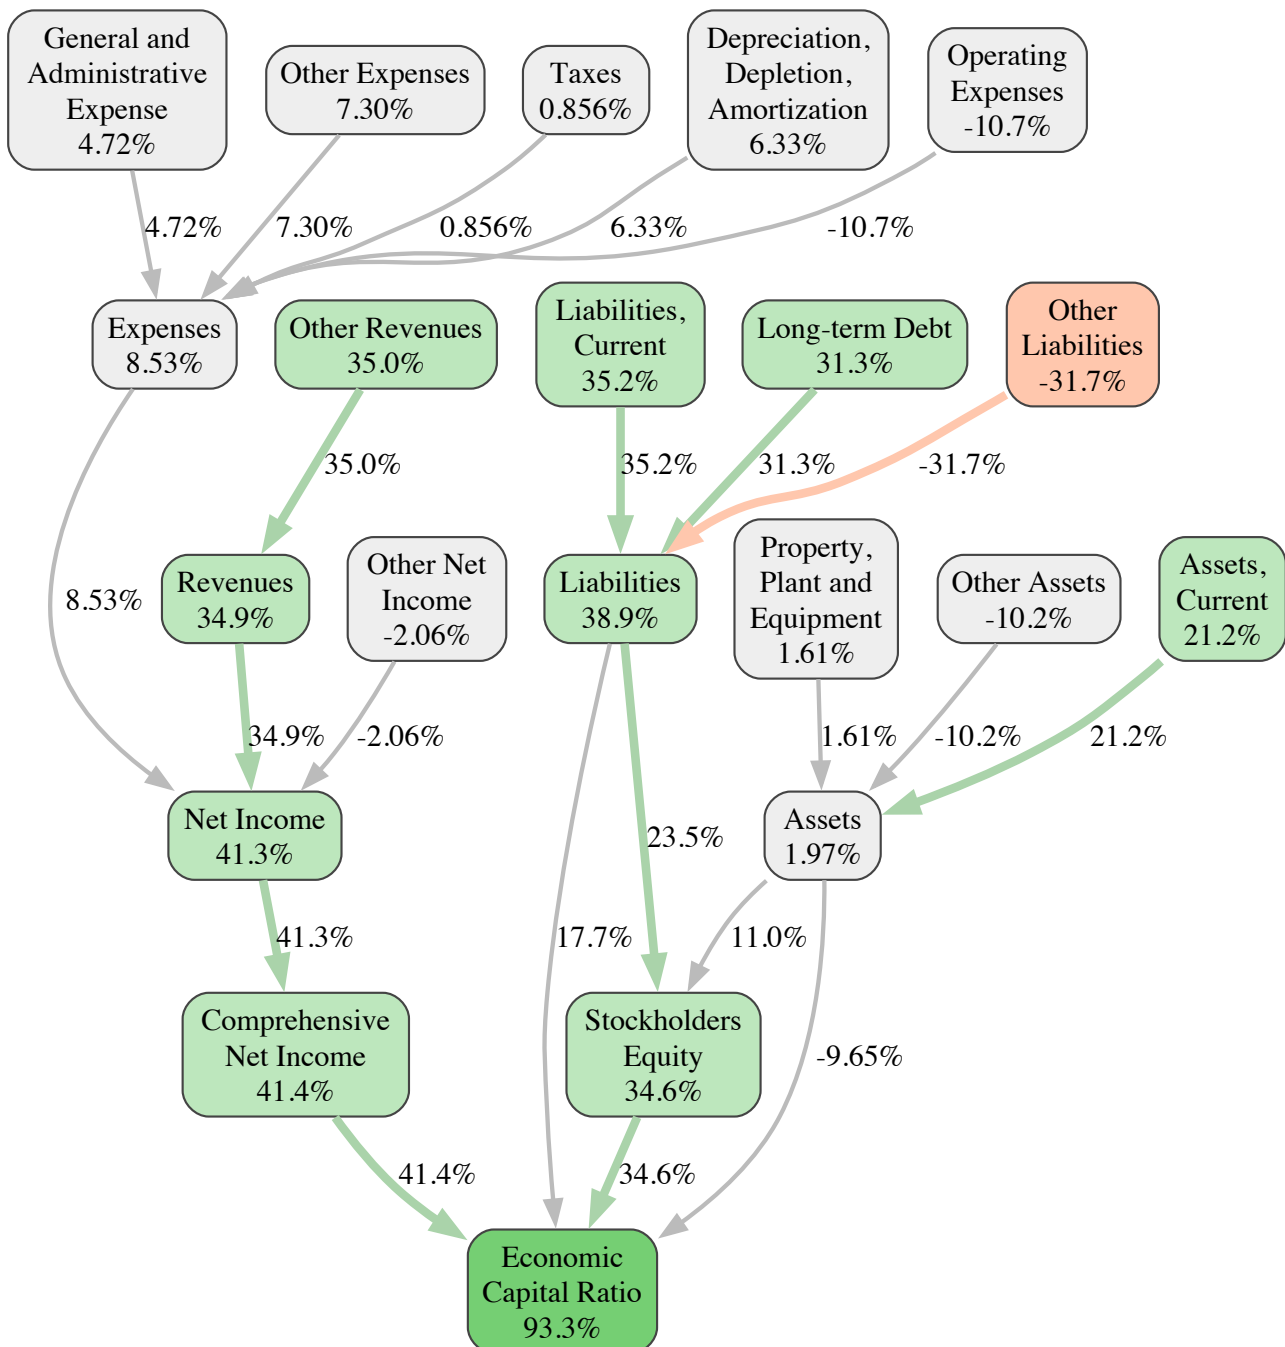 General and
Administrative
Expense
4.72%
Other Expenses
7.30%
Taxes
0.856%
Depreciation,
Depletion,
Amortization
6.33%
Operating
Expenses
-10.7%
4.72%
7.30%
0.856%
6.33%
-10.7%
Expenses
8.53%
Other Revenues
35.0%
Liabilities,
Current
35.2%
Long-term Debt
31.3%
Other
Liabilities
-31.7%
35.0%
35.2%
31.3%
-31.7%
8.53%
Revenues
34.9%
Other Net
Income
-2.06%
Liabilities
38.9%
Property,
Plant and
Equipment
1.61%
Other Assets
-10.2%
Assets,
Current
21.2%
34.9%
-2.06%
1.61%
-10.2%
21.2%
Net Income
41.3%
23.5%
Assets
1.97%
41.3%
17.7%
11.0%
Comprehensive
Net Income
41.4%
Stockholders
Equity
34.6%
-9.65%
41.4%
34.6%
Economic
Capital Ratio
93.3%